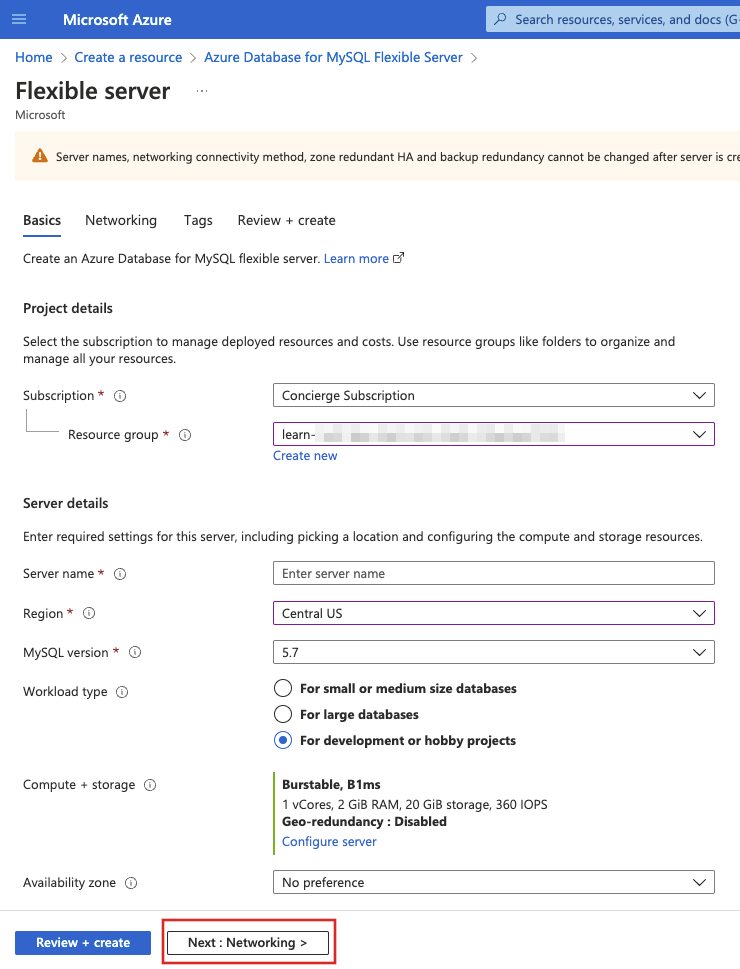 Microsoft Azure
Search resources, services, and docs (G
Home > Create a resource > Azure Database for MySQL Flexible Server >
Flexible server ...
Microsoft
Server names, networking connectivity method, zone redundant HA and backup redundancy cannot be changed after server is cre
Basics Networking Tags Review + create
Create an Azure Database for MySQL flexible server. Learn more
Project details
Select the subscription to manage deployed resources and costs. Use resource groups like folders to organize and
manage all your resources.
Subscription * Concierge Subscription
Resource group * learn-
Create new
Server details
Enter required settings for this server, including picking a location and configuring the compute and storage resources.
Server name * Enter server name
Region * Central US
MySQL version * 5.7
Workload type For small or medium size databases
For large databases
For development or hobby projects
Compute + storage Burstable, B1ms
1 vCores, 2 GiB RAM, 20 GiB storage, 360 IOPS
Geo-redundancy : Disabled
Configure server
Availability zone No preference
Review + create Next : Networking >